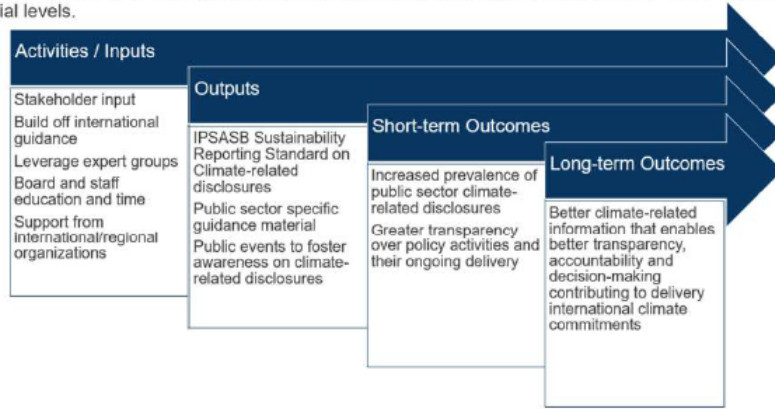 ial levels.
Activities / Inputs
Stakeholder input
Build off international
guidance
Leverage expert groups
Board and staff
education and time
Support from
international/regional
organizations
Outputs
IPSASB Sustainability
Reporting Standard on
Climate-related
disclosures
Public sector specific
guidance material
Public events to foster
awareness on climate-
related disclosures
Short-term Outcomes
Increased prevalence of
public sector climate-
related disclosures
Greater transparency
over policy activities and
their ongoing delivery
Long-term Outcomes
Better climate-related
information that enables
better transparency,
accountability and
decision-making
contributing to delivery
international climate
commitments